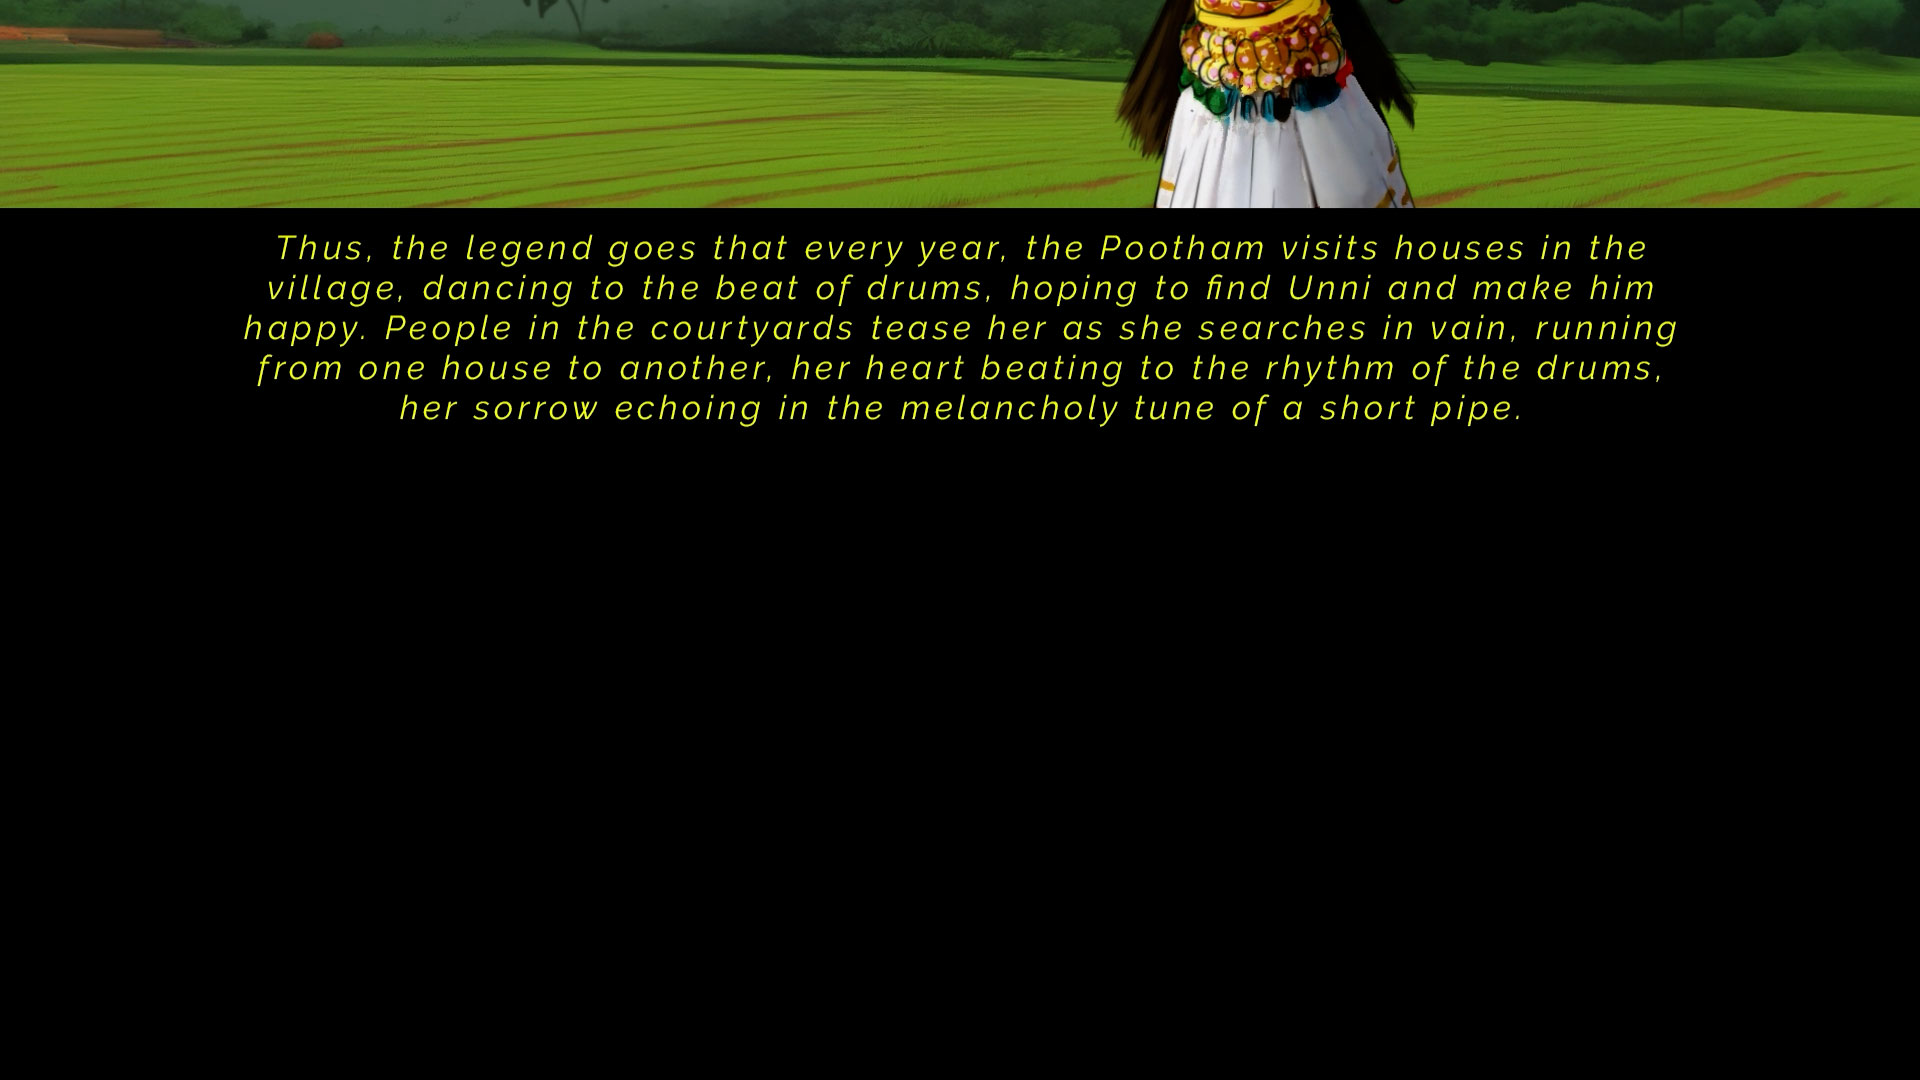 Thus, the legend goes that every year, the Pootham visits houses in the
village, dancing to the beat of drums, hoping to find Unni and make him
happy. People in the courtyards tease her as she searches in vain, running
from one house to another, her heart beating to the rhythm of the drums,
her sorrow echoing in the melancholy tune of a short pipe.